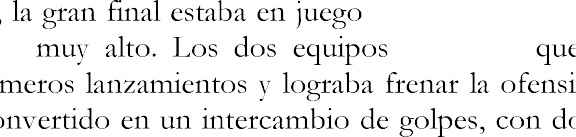 , la gran final estaba en juego
muy alto. Los dos equipos que
meros lanzamientos y lograba frenar la ofensi
onvertido en un intercambio de golpes, con do